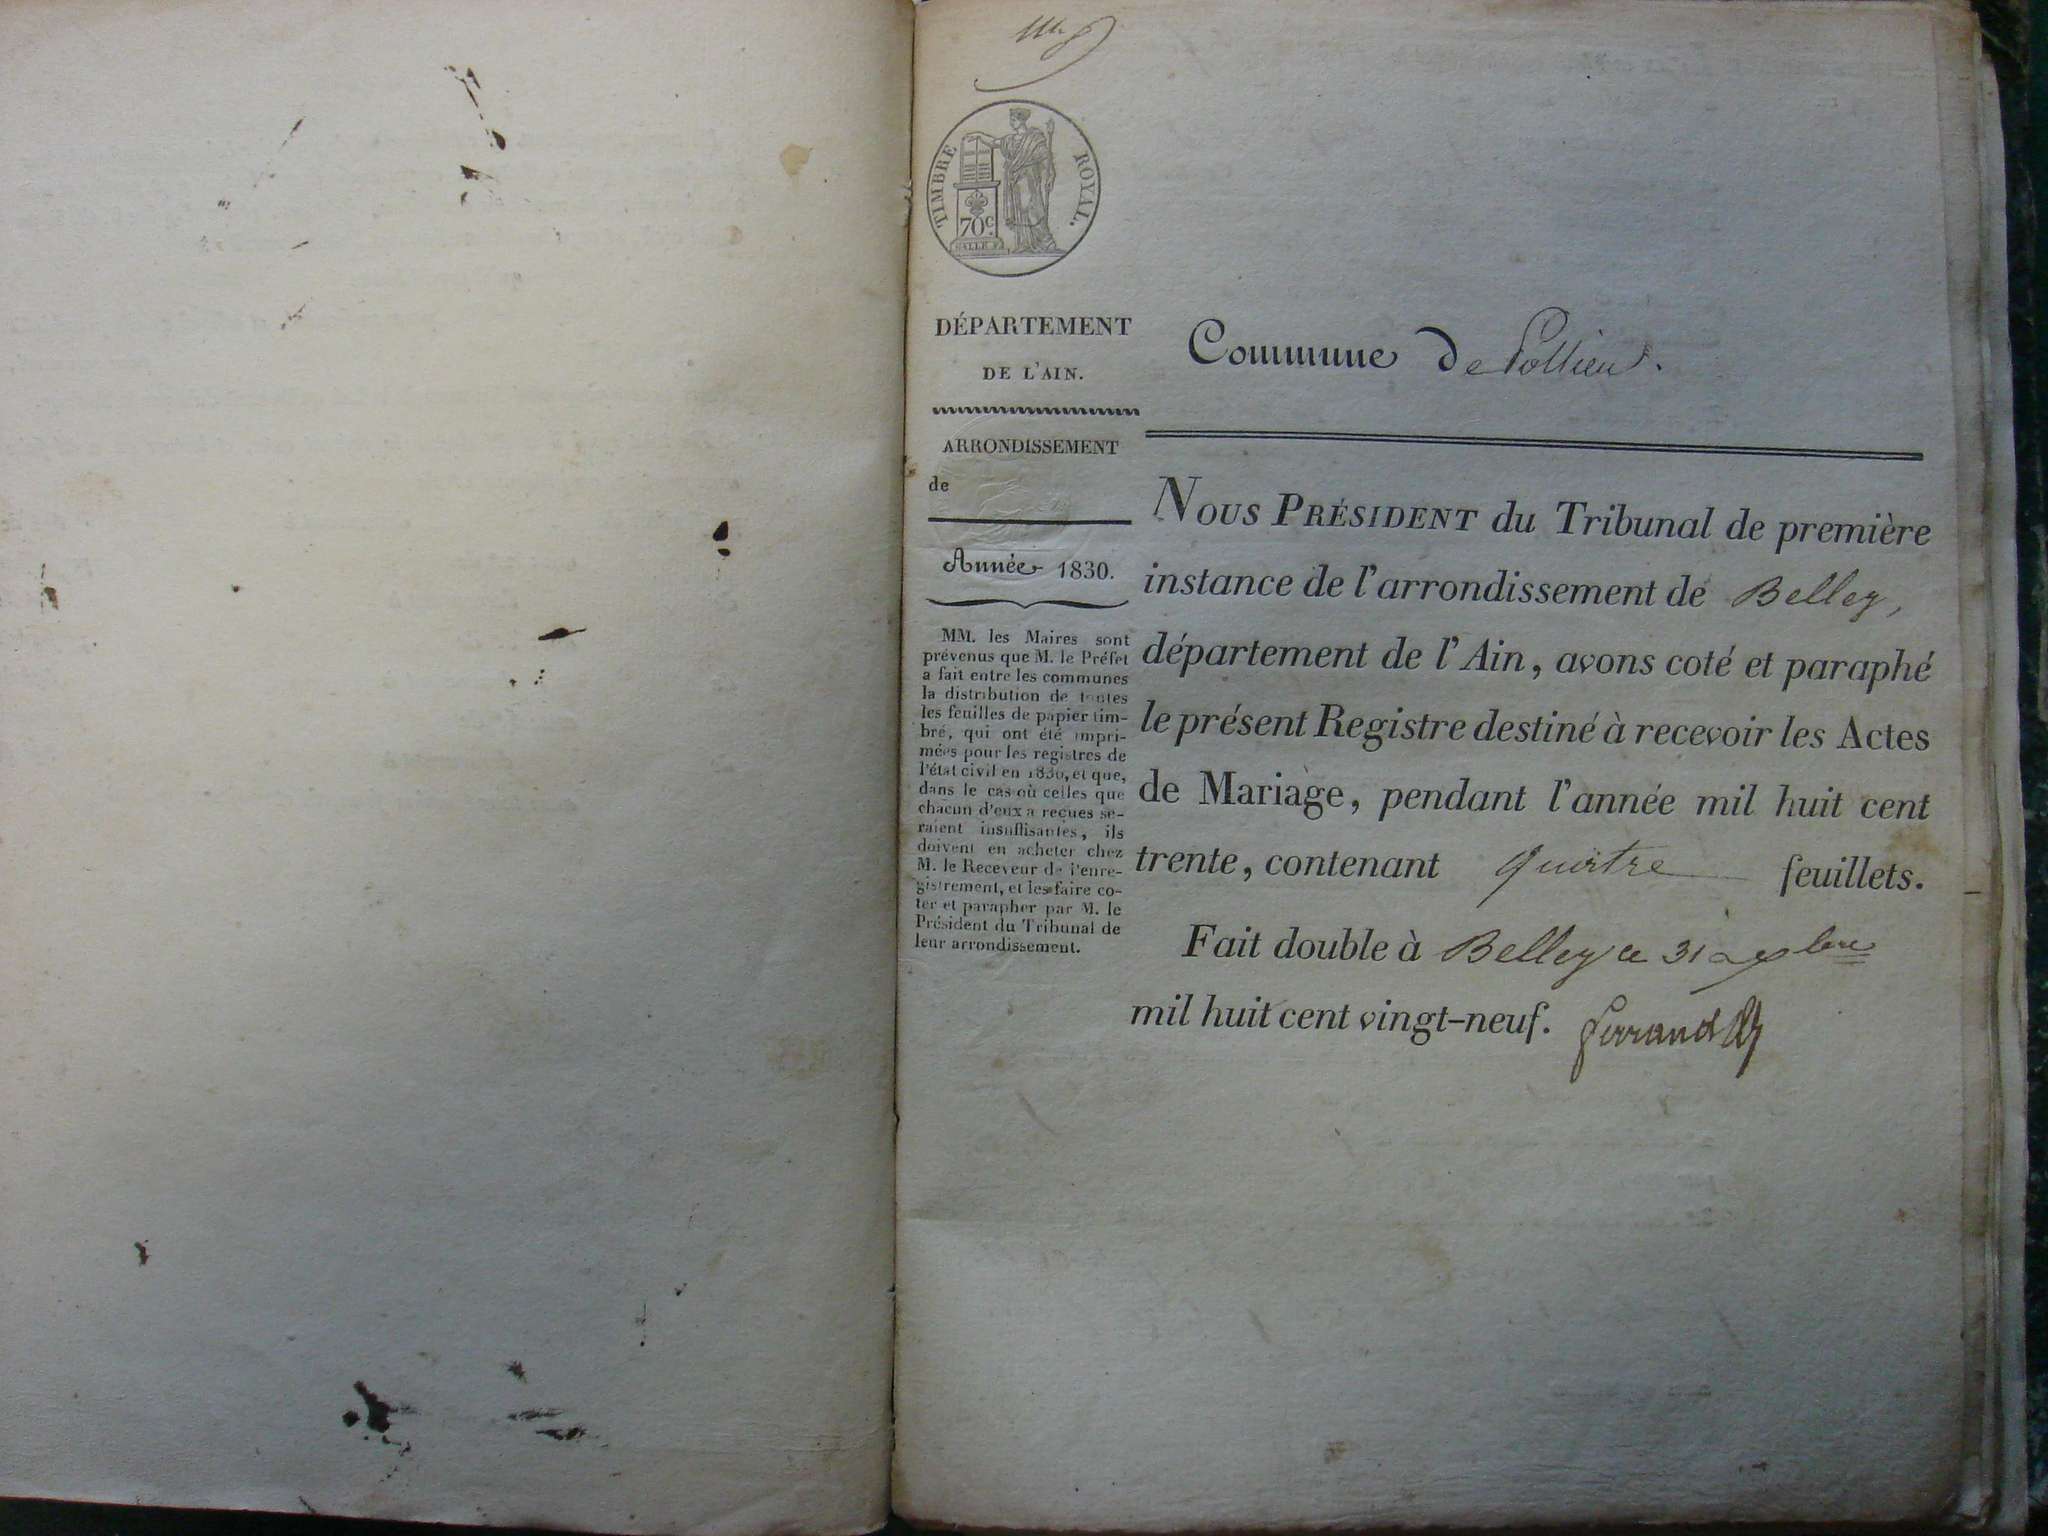 TIMBRE ROYAL.
70c.
DÉPARTEMENT
DE L'AIN.
ARRONDISSEMENT
de
Année 1830.
MM. les Maires sont
prévenus que M. le Préfet
a fait entre les communes
la distribution de toutes
les feuilles de papier tim-
bré, qui ont été impri-
mées pour les registres de
l'état civil en 1830, et que,
dans le cas où celles que
chacun d'eux a reçues se-
raient insuffisantes, ils
doivent en acheter chez
M. le Receveur de l'enre-
gistrement, et les faire co-
ter et parapher par M. le
Président du Tribunal de
leur arrondissement.
Commune de Pollieu.
NOUS PRÉSIDENT du Tribunal de première
instance de l'arrondissement de Belley,
département de l'Ain, avons coté et paraphé
le présent Registre destiné à recevoir les Actes
de Mariage, pendant l'année mil huit cent
trente, contenant quatre feuillets.
Fait double à Belley ce 31 Xbre
mil huit cent vingt-neuf. ferrand